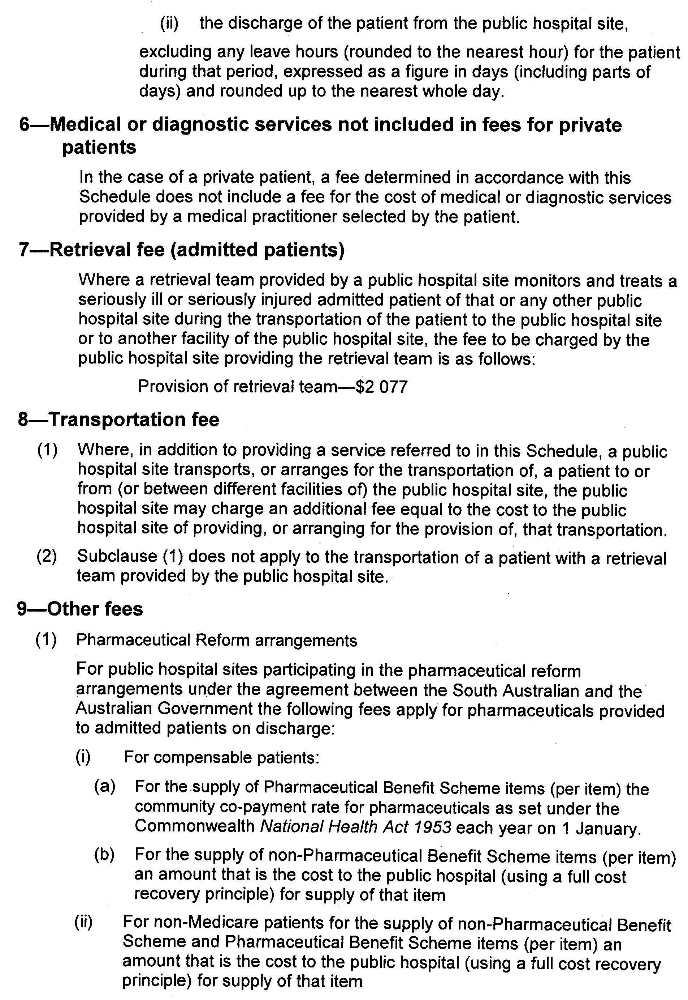 (ii) the discharge of the patient from the public hospital site,
excluding any leave hours (rounded to the nearest hour) for the patient
during that period, expressed as a figure in days (including parts of
days) and rounded up to the nearest whole day.
6—Medical or diagnostic services not included in fees for private
patients
In the case of a private patient, a fee determined in accordance with this
Schedule does not include a fee for the cost of medical or diagnostic services
provided by a medical practitioner selected by the patient.
7—Retrieval fee (admitted patients)
Where a retrieval team provided by a public hospital site monitors and treats a
seriously ill or seriously injured admitted patient of that or any other public
hospital site during the transportation of the patient to the public hospital site
or to another facility of the public hospital site, the fee to be charged by the
public hospital site providing the retrieval team is as follows:
Provision of retrieval team—$2 077
8—Transportation fee
(1) Where, in addition to providing a service referred to in this Schedule, a public
hospital site transports, or arranges for the transportation of, a patient to or
from (or between different facilities of) the public hospital site, the public
hospital site may charge an additional fee equal to the cost to the public
hospital site of providing, or arranging for the provision of, that transportation.
(2) Subclause (1) does not apply to the transportation of a patient with a retrieval
team provided by the public hospital site.
9—Other fees
(1) Pharmaceutical Reform arrangements
For public hospital sites participating in the pharmaceutical reform
arrangements under the agreement between the South Australian and the
Australian Government the following fees apply for pharmaceuticals provided
to admitted patients on discharge:
(i) For compensable patients:
(a) For the supply of Pharmaceutical Benefit Scheme items (per item) the
community co-payment rate for pharmaceuticals as set under the
Commonwealth National Health Act 1953 each year on 1 January.
(b) For the supply of non-Pharmaceutical Benefit Scheme items (per item)
an amount that is the cost to the public hospital (using a full cost
recovery principle) for supply of that item
(ii) For non-Medicare patients for the supply of non-Pharmaceutical Benefit
Scheme and Pharmaceutical Benefit Scheme items (per item) an
amount that is the cost to the public hospital (using a full cost recovery
principle) for supply of that item